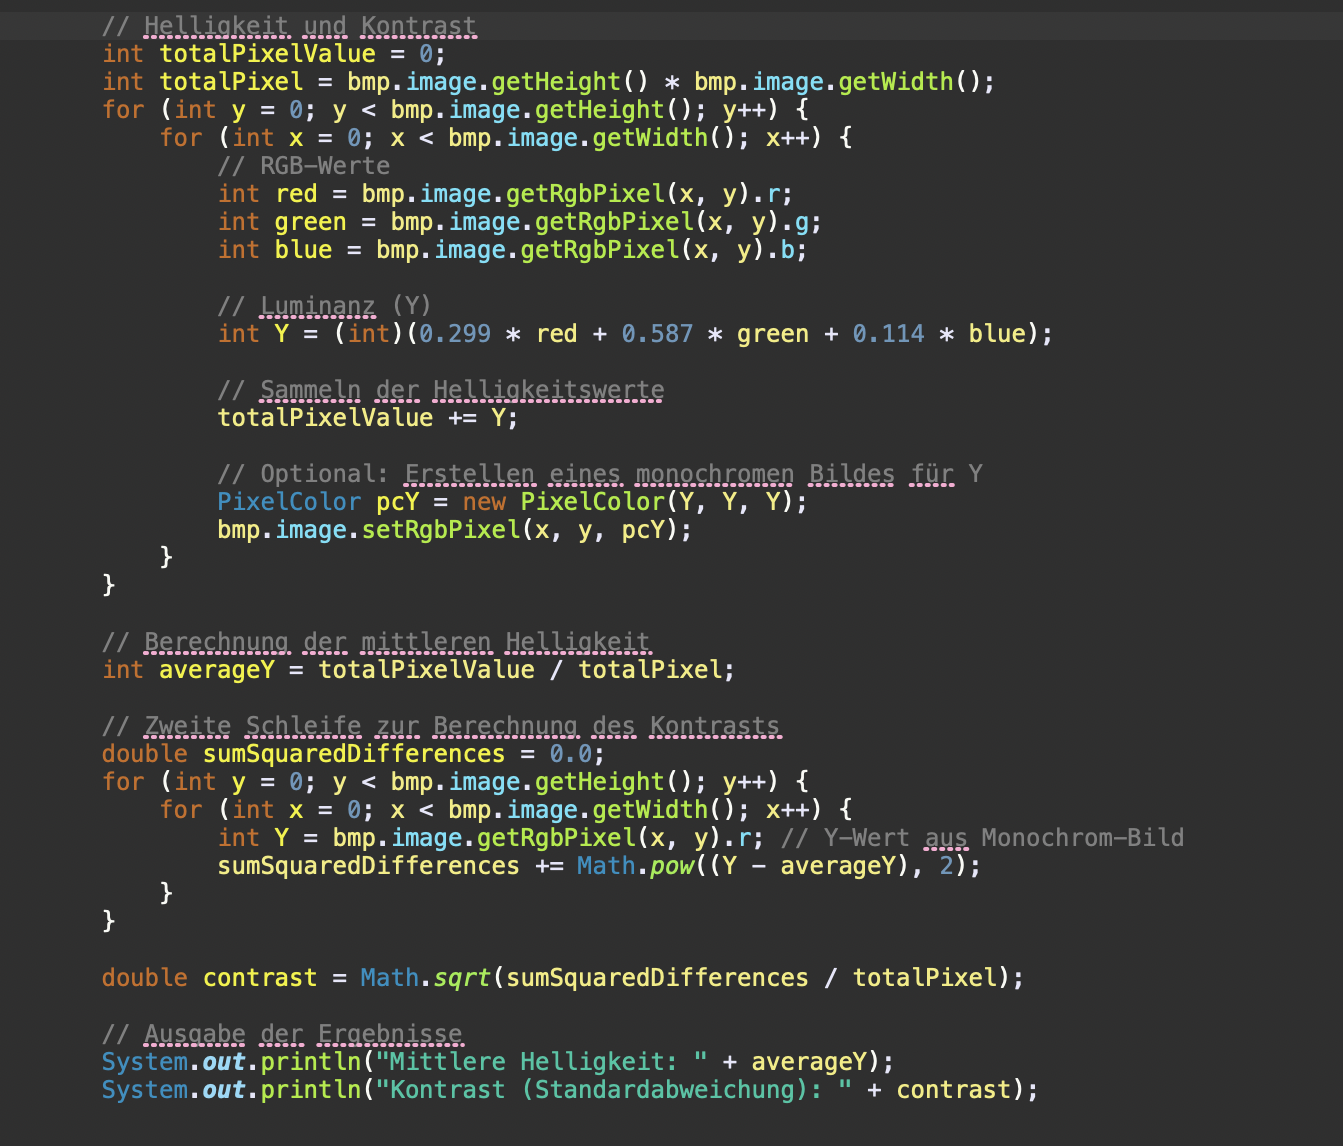 // Helligkeit und Kontrast
int totalPixelValue = 0;
int totalPixel = bmp.image.getHeight() * bmp.image.getWidth();
for (int y = 0; y < bmp.image.getHeight(); y++) {
    for (int x = 0; x < bmp.image.getWidth(); x++) {
        // RGB-Werte
        int red = bmp.image.getRgbPixel(x, y).r;
        int green = bmp.image.getRgbPixel(x, y).g;
        int blue = bmp.image.getRgbPixel(x, y).b;

        // Luminanz (Y)
        int Y = (int)(0.299 * red + 0.587 * green + 0.114 * blue);

        // Sammeln der Helligkeitswerte
        totalPixelValue += Y;

        // Optional: Erstellen eines monochromen Bildes für Y
        PixelColor pcY = new PixelColor(Y, Y, Y);
        bmp.image.setRgbPixel(x, y, pcY);
    }
}

// Berechnung der mittleren Helligkeit
int averageY = totalPixelValue / totalPixel;

// Zweite Schleife zur Berechnung des Kontrasts
double sumSquaredDifferences = 0.0;
for (int y = 0; y < bmp.image.getHeight(); y++) {
    for (int x = 0; x < bmp.image.getWidth(); x++) {
        int Y = bmp.image.getRgbPixel(x, y).r; // Y-Wert aus Monochrom-Bild
        sumSquaredDifferences += Math.pow((Y - averageY), 2);
    }
}

double contrast = Math.sqrt(sumSquaredDifferences / totalPixel);

// Ausgabe der Ergebnisse
System.out.println("Mittlere Helligkeit: " + averageY);
System.out.println("Kontrast (Standardabweichung): " + contrast);